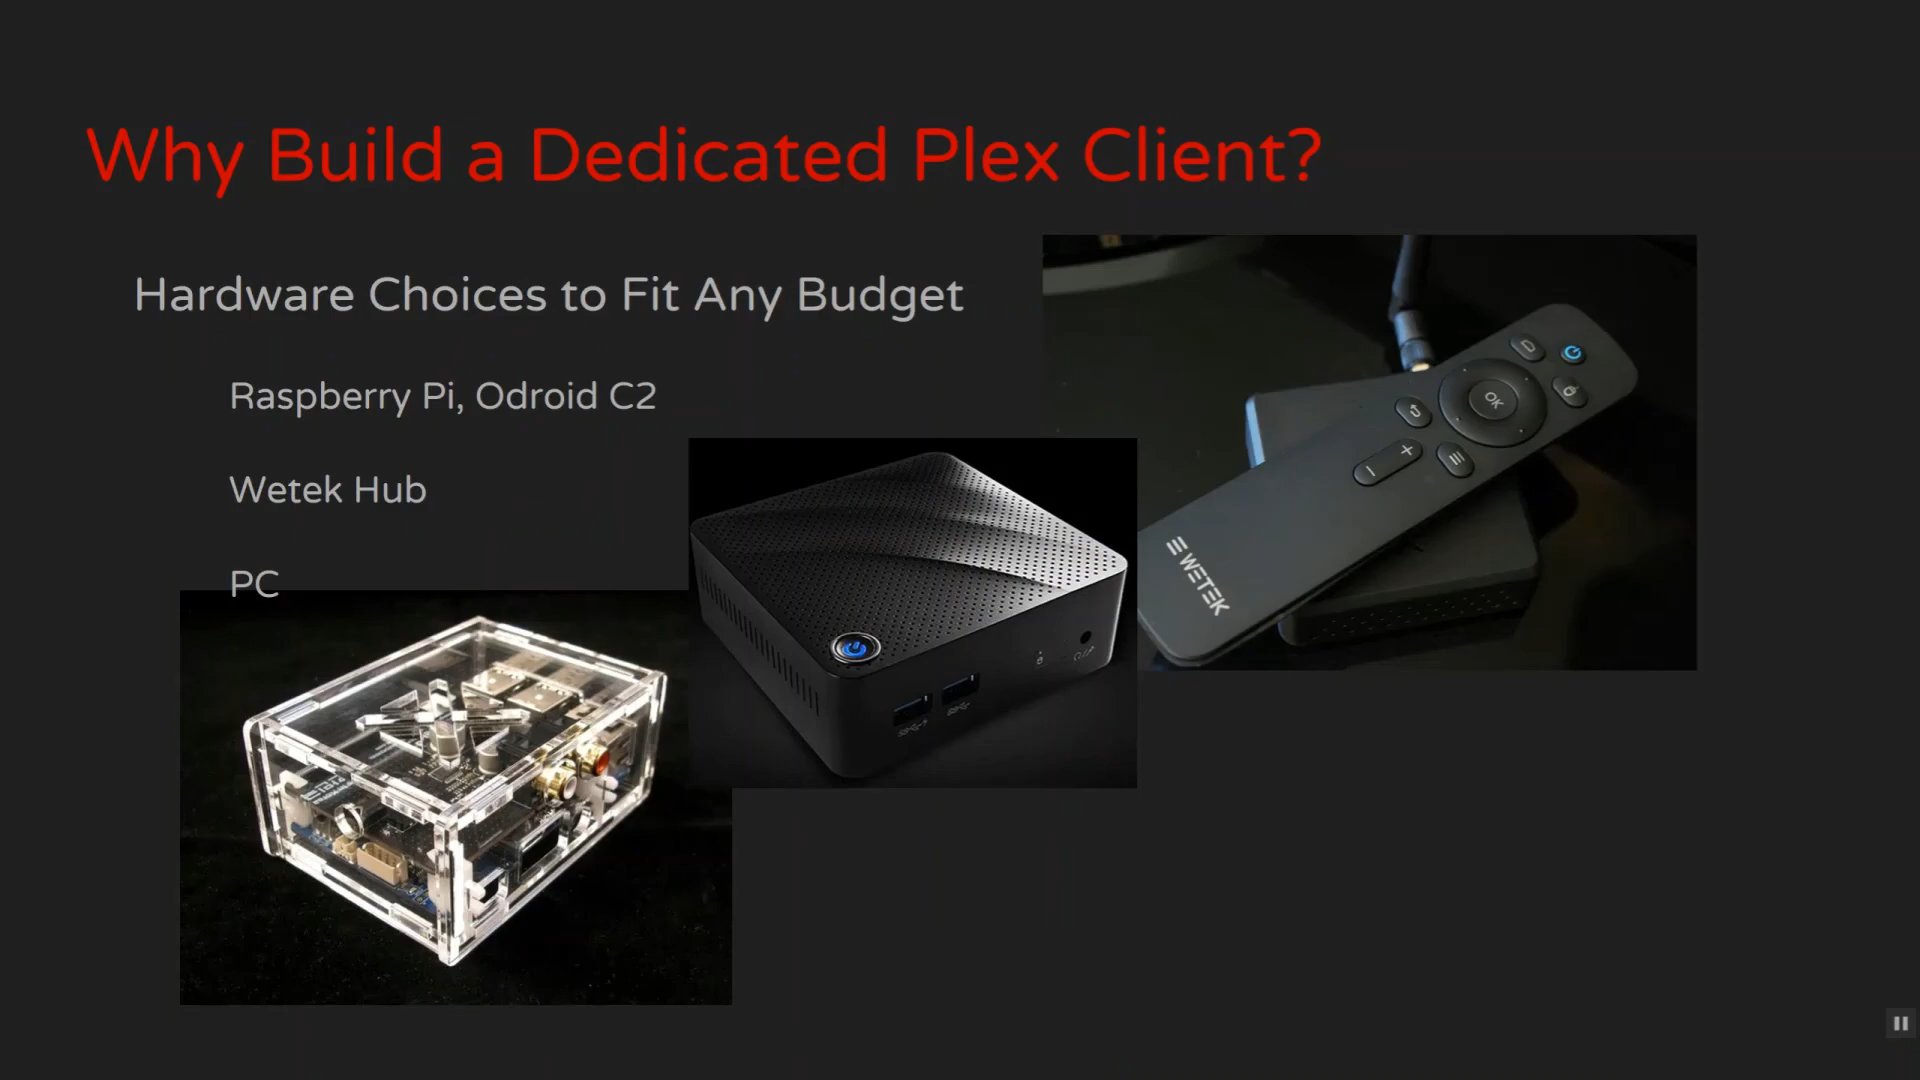 Why Build a Dedicated Plex Client?
Hardware Choices to Fit Any Budget
Raspberry Pi, Odroid C2
Wetek Hub
PC
OK
WETEK